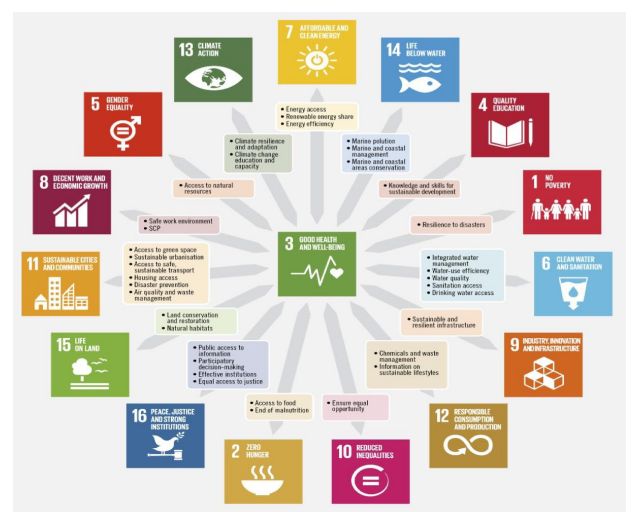 7 AFFORDABLE AND
CLEAN ENERGY
13 CLIMATE
ACTION
14 LIFE
BELOW WATER
5 GENDER
EQUALITY
4 QUALITY
EDUCATION
• Energy access
• Renewable energy share
• Energy efficiency
• Climate resilience
and adaptation
• Climate change
education and
capacity
• Marine polution
• Marine and coastal
management
• Marine and coastal
areas conservation
8 DECENT WORK AND
ECONOMIC GROWTH
• Access to natural
resources
• Knowledge and skills for
sustainable development
1 NO
POVERTY
• Safe work environment
• SCP
• Resilience to disasters
3 GOOD HEALTH
AND WELL-BEING
11 SUSTAINABLE CITIES
AND COMMUNITIES
• Access to green space
• Sustainable urbanisation
• Access to safe,
sustainable transport
• Housing access
• Disaster prevention
• Air quality and waste
management
• Integrated water
management
• Water-use efficiency
• Water quality
• Sanitation access
• Drinking water access
6 CLEAN WATER
AND SANITATION
15 LIFE
ON LAND
• Land conservation
and restoration
• Natural habitats
• Sustainable and
resilient infrastructure
9 INDUSTRY, INNOVATION
AND INFRASTRUCTURE
• Public access to
information
• Participatory
decision-making
• Effective institutions
• Equal access to justice
• Chemicals and waste
management
• Information on
sustainable lifestyles
16 PEACE, JUSTICE
AND STRONG
INSTITUTIONS
• Access to food
• End of malnutrition
• Ensure equal
opportunity
12 RESPONSIBLE
CONSUMPTION
AND PRODUCTION
2 ZERO
HUNGER
10 REDUCED
INEQUALITIES